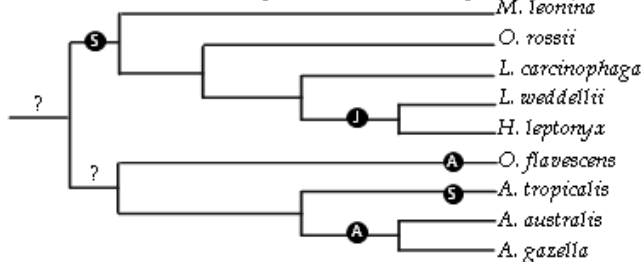 M. leonina
S
O. rossii
L. carcinophaga
?
L. weddellii
J
H. leptonyx
?
A
O. flavescens
S
A. tropicalis
A
A. australis
A. gazella